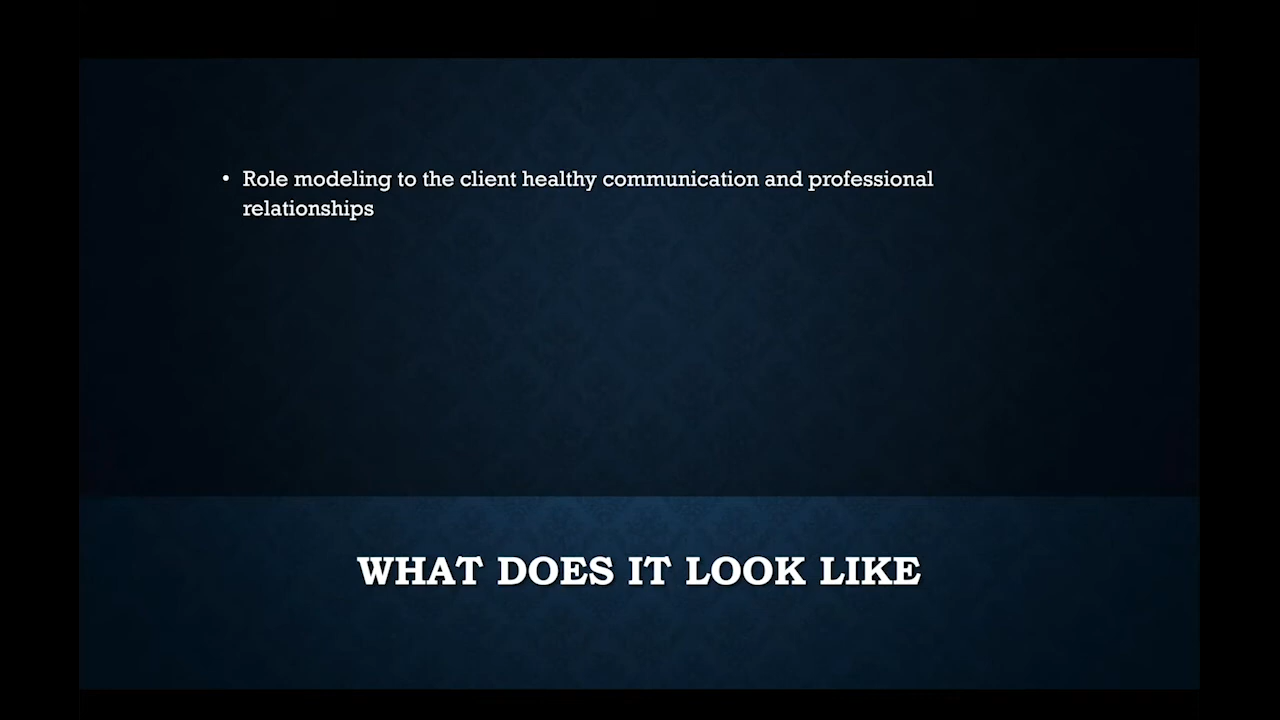 • Role modeling to the client healthy communication and professional
relationships
WHAT DOES IT LOOK LIKE